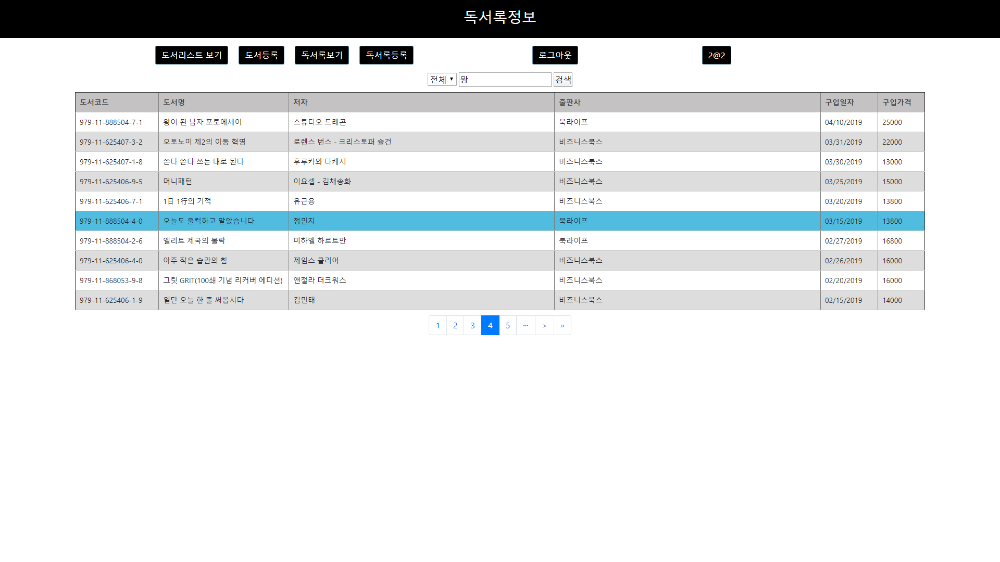 독서록정보
도서리스트 보기 도서등록 독서록보기 독서록등록 로그아웃 2@2
전체 ▼ 왕 검색
도서코드 도서명 저자 출판사 구입일자 구입가격
979-11-888504-7-1 왕이 된 남자 포토에세이 스튜디오 드래곤 북라이프 04/10/2019 25000
979-11-625407-3-2 오토노미 제2의 이동 혁명 로렌스 번스 - 크리스토퍼 슐건 비즈니스북스 03/31/2019 22000
979-11-625407-1-8 쓴다 쓴다 쓰는 대로 된다 후루카와 다케시 비즈니스북스 03/30/2019 13000
979-11-625406-9-5 머니패턴 이요셉 - 김채송화 비즈니스북스 03/25/2019 15000
979-11-625406-7-1 1日 1行의 기적 유근용 비즈니스북스 03/20/2019 13800
979-11-888504-4-0 오늘도 울컥하고 말았습니다 정민지 북라이프 03/15/2019 13800
979-11-888504-2-6 엘리트 제국의 몰락 미하엘 하르트만 북라이프 02/27/2019 16800
979-11-625406-4-0 아주 작은 습관의 힘 제임스 클리어 비즈니스북스 02/26/2019 16000
979-11-868053-9-8 그릿 GRIT(100쇄 기념 리커버 에디션) 앤절라 더크워스 비즈니스북스 02/20/2019 16000
979-11-625406-1-9 일단 오늘 한 줄 써봅시다 김민태 비즈니스북스 02/15/2019 14000
1 2 3 4 5 ··· > »